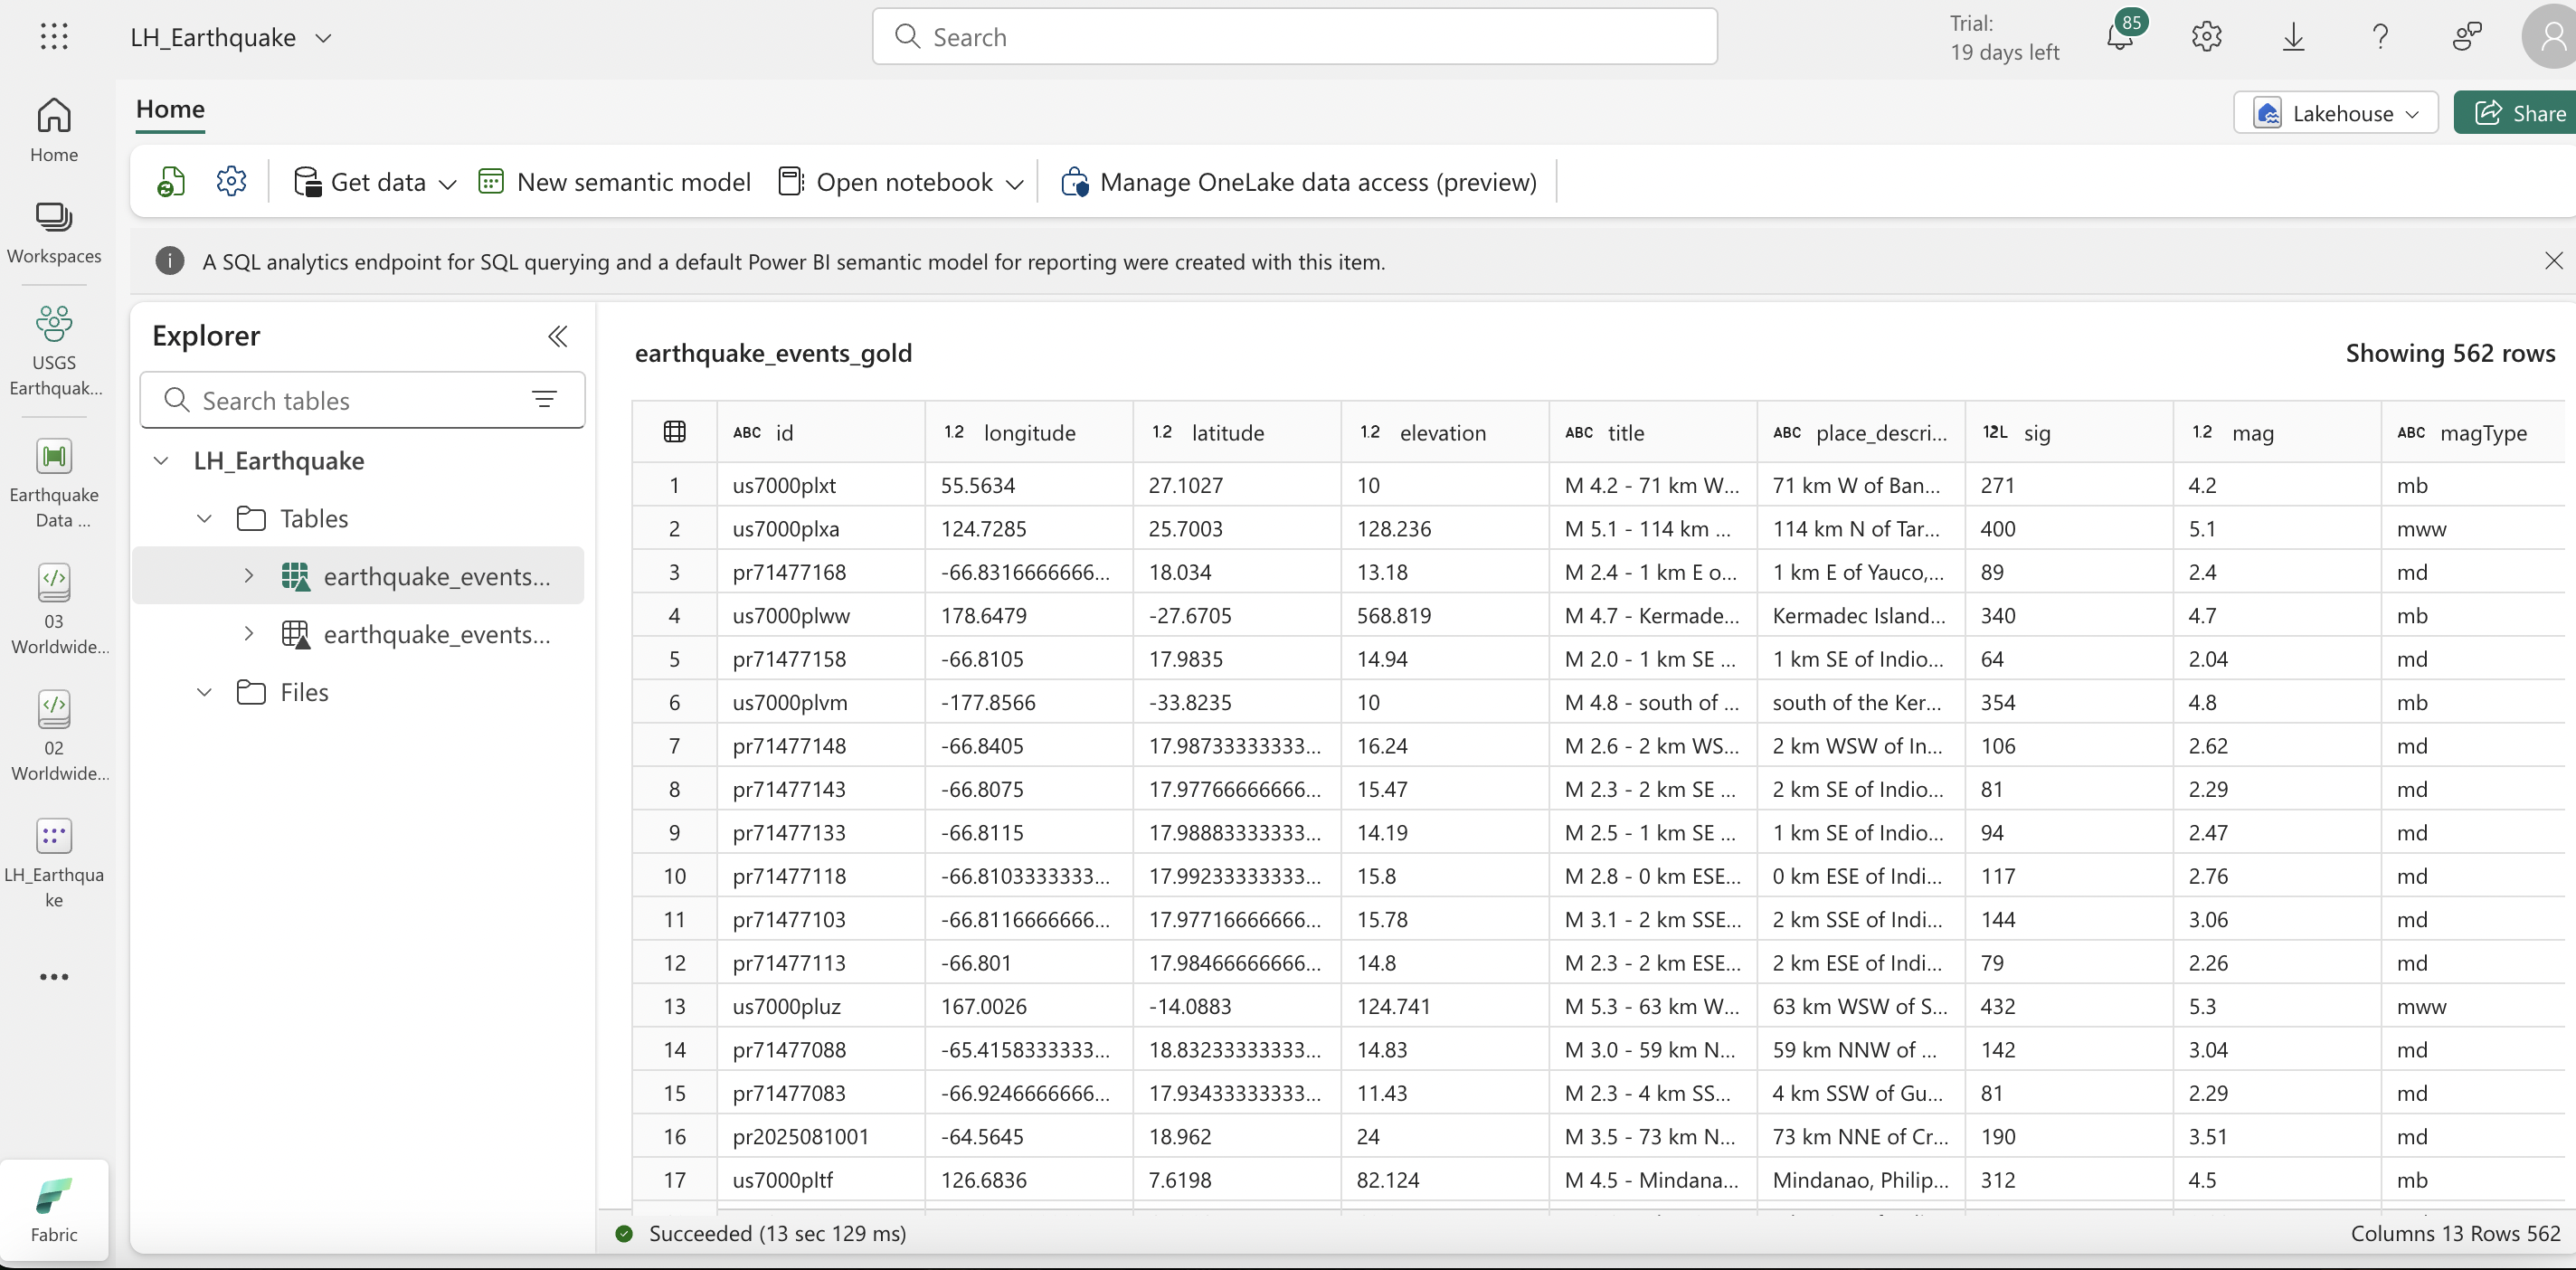 LH_Earthquake
Search
Trial:
19 days left
85
Home
Lakehouse
Share
Get data
New semantic model
Open notebook
Manage OneLake data access (preview)
A SQL analytics endpoint for SQL querying and a default Power BI semantic model for reporting were created with this item.
Home
Workspaces
USGS
Earthquak...
Earthquake
Data ...
03
Worldwide...
02
Worldwide...
LH_Earthqua
ke
Fabric
Explorer
Search tables
LH_Earthquake
Tables
earthquake_events...
earthquake_events...
Files
earthquake_events_gold
Showing 562 rows
ABC id 1.2 longitude 1.2 latitude 1.2 elevation ABC title ABC place_descri... 12L sig 1.2 mag ABC magType
1 us7000plxt 55.5634 27.1027 10 M 4.2 - 71 km W... 71 km W of Ban... 271 4.2 mb
2 us7000plxa 124.7285 25.7003 128.236 M 5.1 - 114 km ... 114 km N of Tar... 400 5.1 mww
3 pr71477168 -66.8316666666... 18.034 13.18 M 2.4 - 1 km E o... 1 km E of Yauco,... 89 2.4 md
4 us7000plww 178.6479 -27.6705 568.819 M 4.7 - Kermade... Kermadec Island... 340 4.7 mb
5 pr71477158 -66.8105 17.9835 14.94 M 2.0 - 1 km SE ... 1 km SE of Indio... 64 2.04 md
6 us7000plvm -177.8566 -33.8235 10 M 4.8 - south of ... south of the Ker... 354 4.8 mb
7 pr71477148 -66.8405 17.98733333333... 16.24 M 2.6 - 2 km WS... 2 km WSW of In... 106 2.62 md
8 pr71477143 -66.8075 17.97766666666... 15.47 M 2.3 - 2 km SE ... 2 km SE of Indio... 81 2.29 md
9 pr71477133 -66.8115 17.98883333333... 14.19 M 2.5 - 1 km SE ... 1 km SE of Indio... 94 2.47 md
10 pr71477118 -66.8103333333... 17.99233333333... 15.8 M 2.8 - 0 km ESE... 0 km ESE of Indi... 117 2.76 md
11 pr71477103 -66.8116666666... 17.97716666666... 15.78 M 3.1 - 2 km SSE... 2 km SSE of Indi... 144 3.06 md
12 pr71477113 -66.801 17.98466666666... 14.8 M 2.3 - 2 km ESE... 2 km ESE of Indi... 79 2.26 md
13 us7000pluz 167.0026 -14.0883 124.741 M 5.3 - 63 km W... 63 km WSW of S... 432 5.3 mww
14 pr71477088 -65.4158333333... 18.83233333333... 14.83 M 3.0 - 59 km N... 59 km NNW of ... 142 3.04 md
15 pr71477083 -66.9246666666... 17.93433333333... 11.43 M 2.3 - 4 km SS... 4 km SSW of Gu... 81 2.29 md
16 pr2025081001 -64.5645 18.962 24 M 3.5 - 73 km N... 73 km NNE of Cr... 190 3.51 md
17 us7000pltf 126.6836 7.6198 82.124 M 4.5 - Mindana... Mindanao, Philip... 312 4.5 mb
Succeeded (13 sec 129 ms)
Columns 13 Rows 562